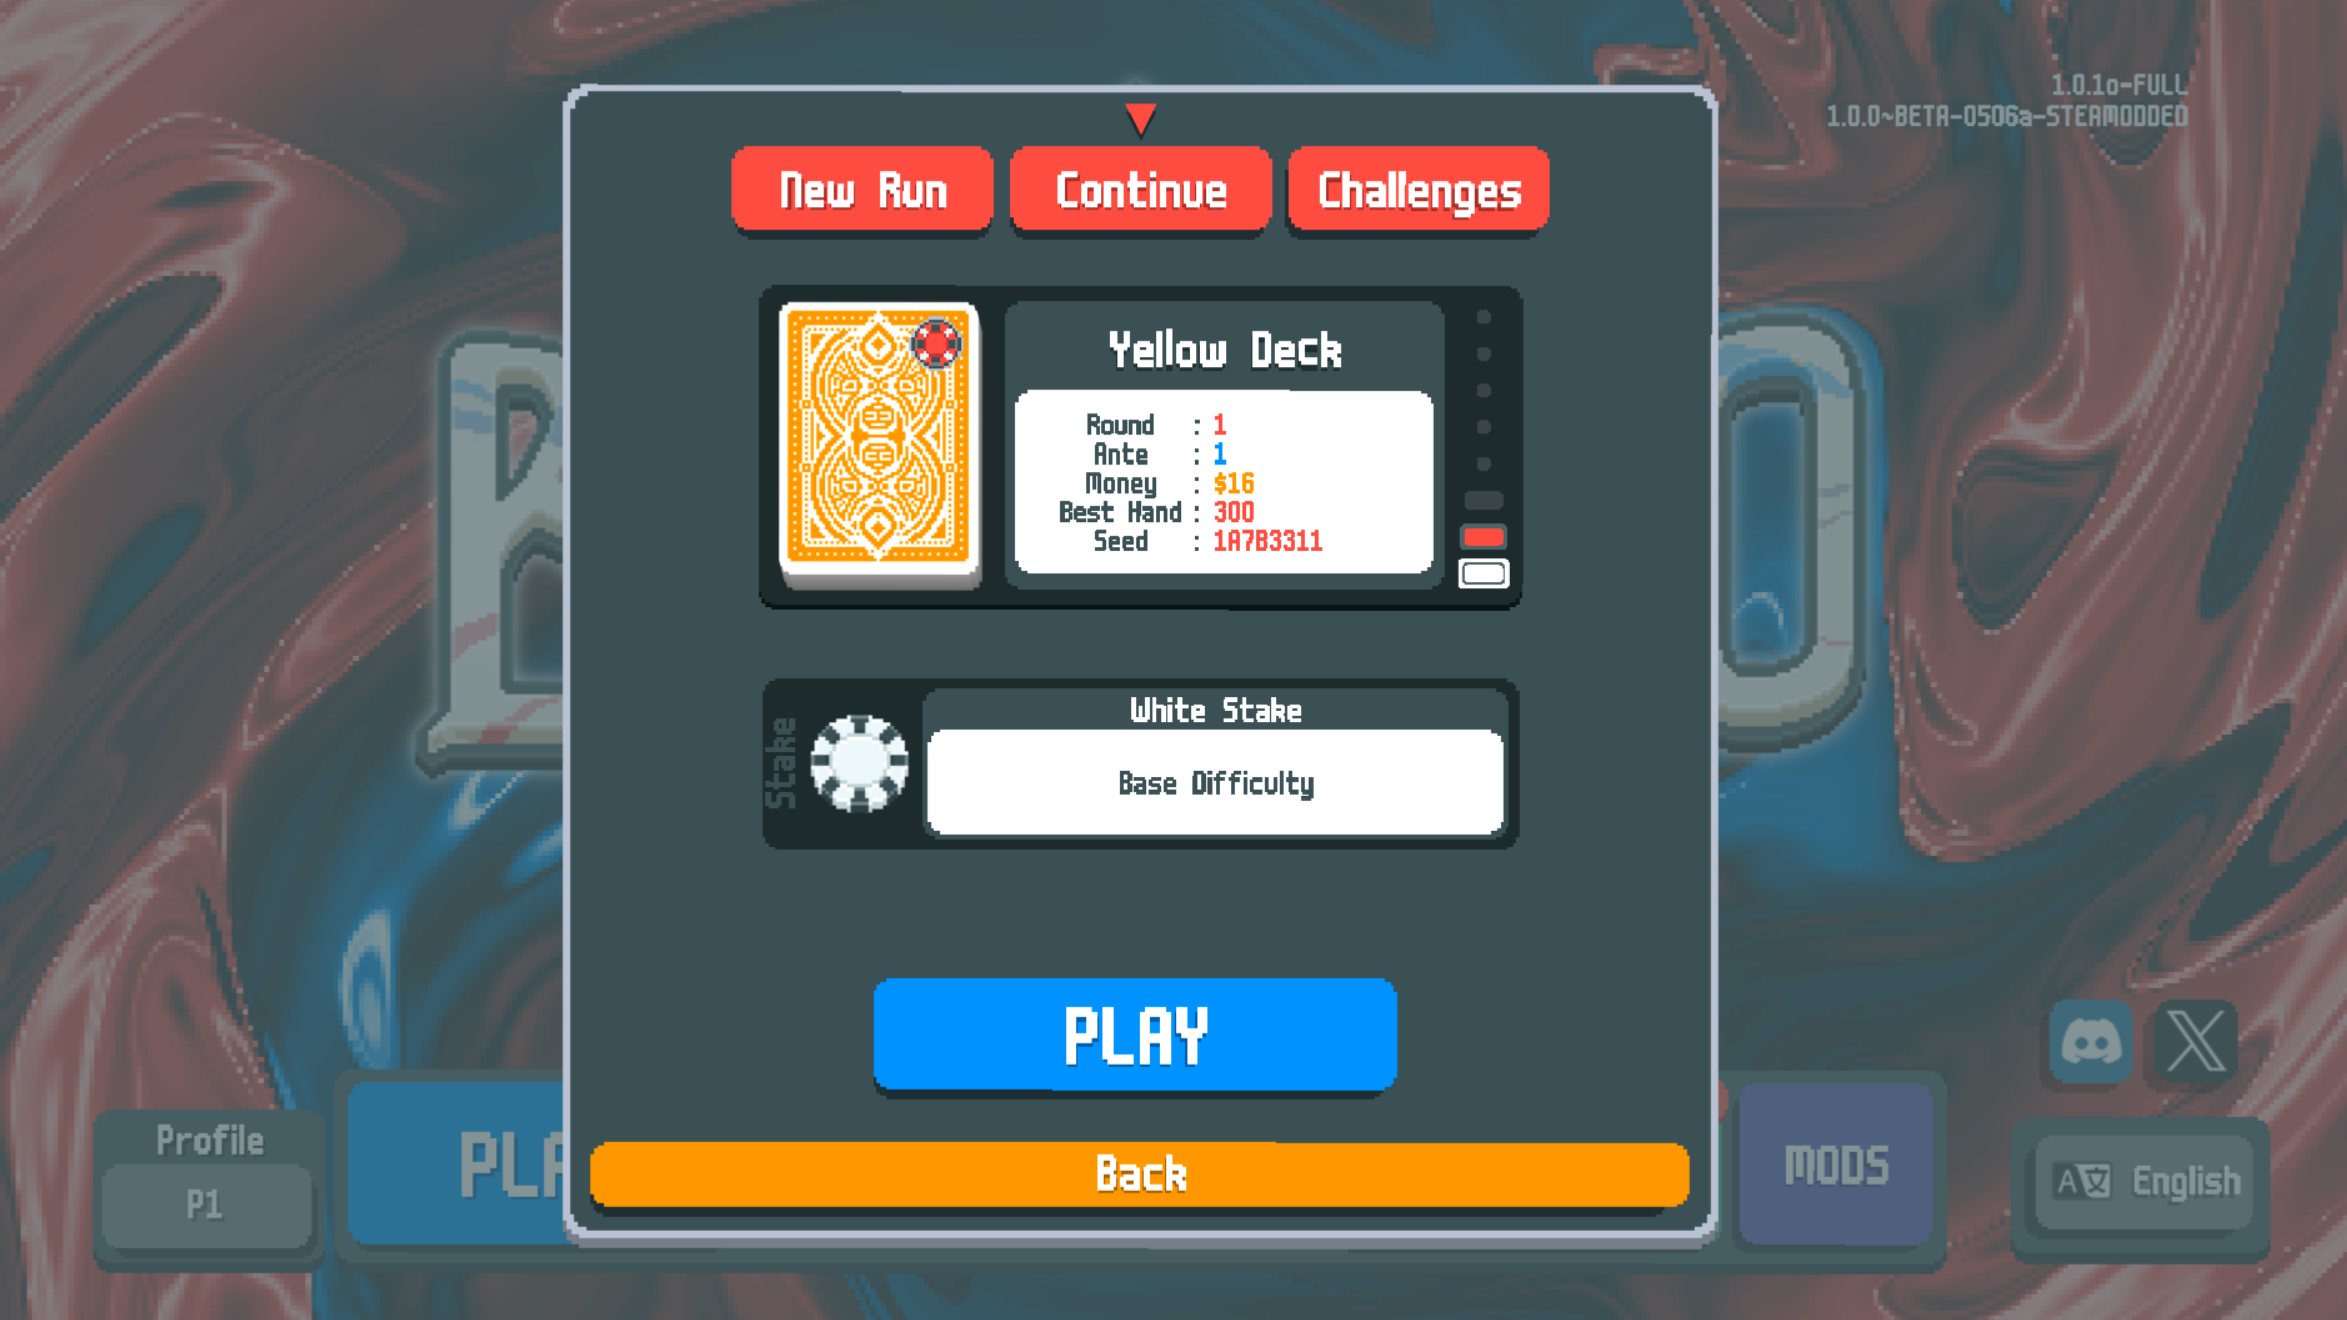 1.0.1o-FULL
1.0.0~BETA-0506a-STEAMODDED
New Run
Continue
Challenges
Yellow Deck
Round : 1
Ante : 1
Money : $16
Best Hand : 300
Seed : 1A7B3311
Stake
White Stake
Base Difficulty
PLAY
Back
Profile
P1
PLA
MODS
English